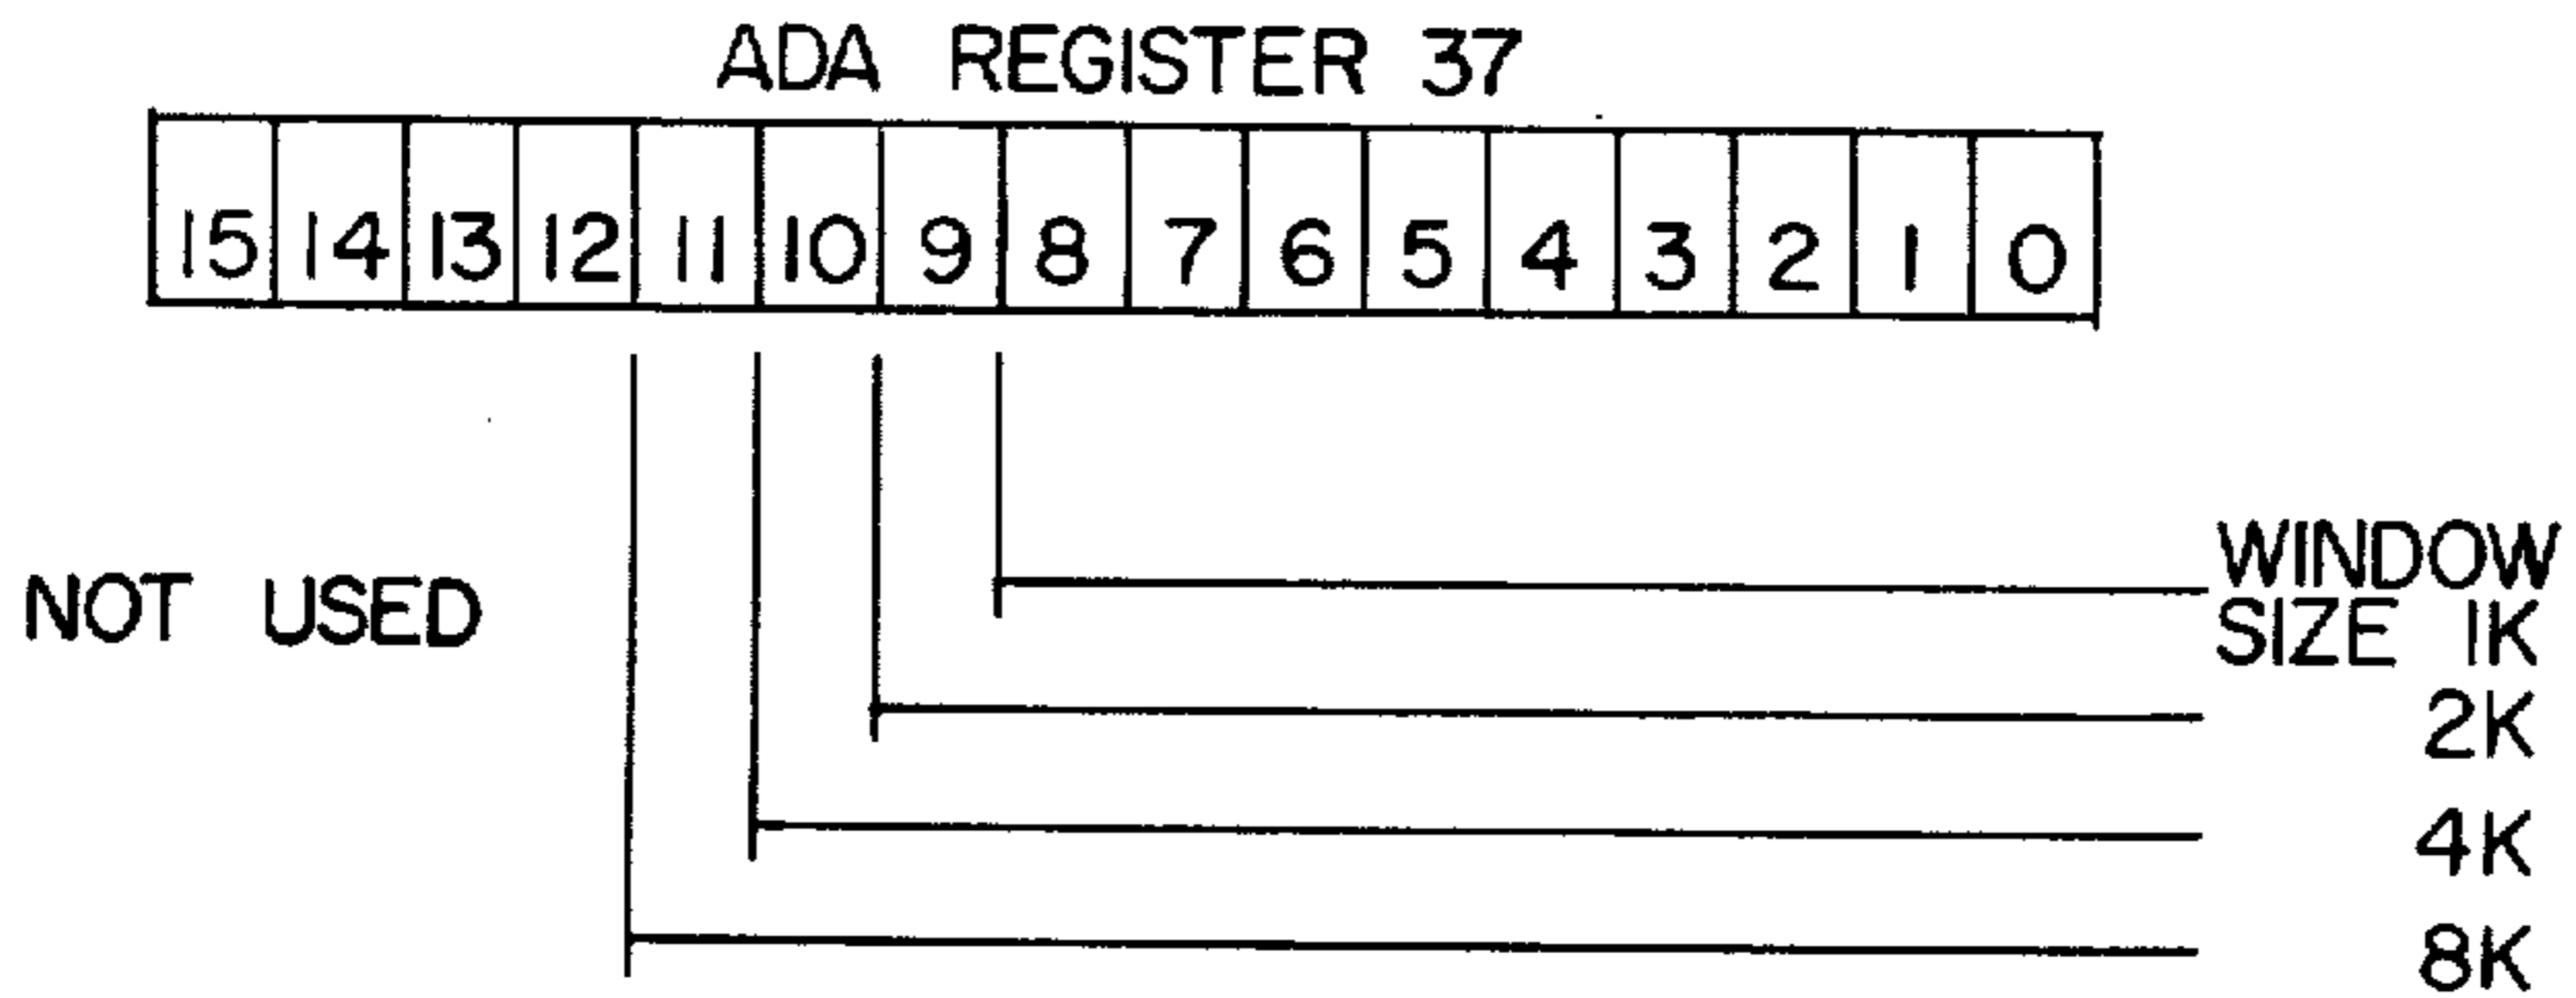 ADA REGISTER 37
15 14 13 12 11 10 9 8 7 6 5 4 3 2 1 0
NOT USED
WINDOW
SIZE 1K
2K
4K
8K